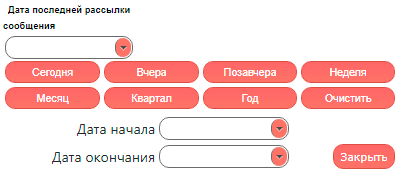 Дата последней рассылки
сообщения
Сегодня Вчера Позавчера Неделя
Месяц Квартал Год Очистить
Дата начала
Дата окончания Закрыть